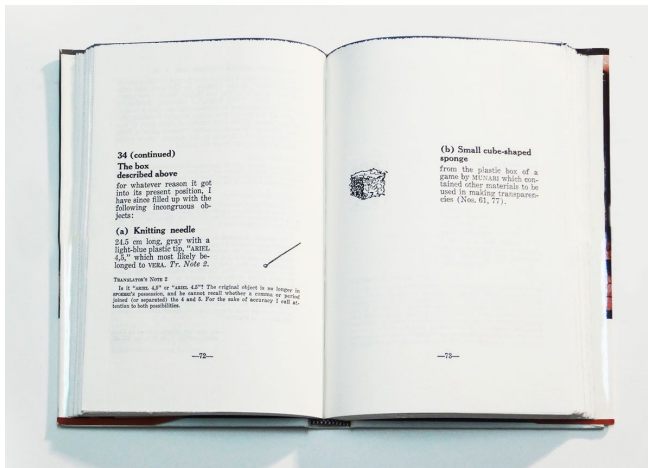 34 (continued)
The box
described above
for whatever reason it got
into its present position, I
have since filled up with the
following incongruous ob-
jects:
(a) Knitting needle
24.5 cm long, gray with a
light-blue plastic tip, "ARIEL
4,5," which most likely be-
longed to VERA. Tr. Note 2.
TRANSLATOR'S NOTE 2
Is it "ARIEL 4,5" or "ARIEL 4.5"? The original object is no longer in
SPOERRI's possession, and he cannot recall whether a comma or period
joined (or separated) the 4 and 5. For the sake of accuracy I call at-
tention to both possibilities.
—72—
(b) Small cube-shaped
sponge
from the plastic box of a
game by MUNARI which con-
tained other materials to be
used in making transparen-
cies (Nos. 61, 77).
—73—